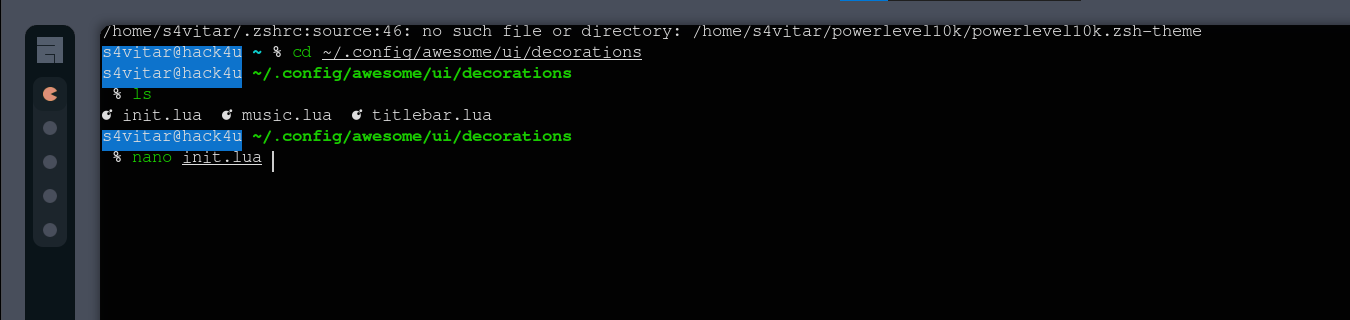 /home/s4vitar/.zshrc:source:46: no such file or directory: /home/s4vitar/powerlevel10k/powerlevel10k.zsh-theme
s4vitar@hack4u ~ % cd ~/.config/awesome/ui/decorations
s4vitar@hack4u ~/.config/awesome/ui/decorations
% ls
init.lua music.lua titlebar.lua
s4vitar@hack4u ~/.config/awesome/ui/decorations
% nano init.lua